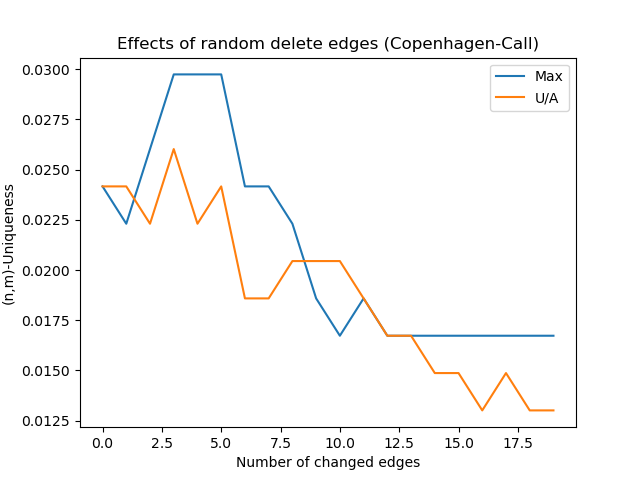 Effects of random delete edges (Copenhagen-Call)
Max
U/A
(n,m)-Uniqueness
0.0300
0.0275
0.0250
0.0225
0.0200
0.0175
0.0150
0.0125
0.0 2.5 5.0 7.5 10.0 12.5 15.0 17.5
Number of changed edges